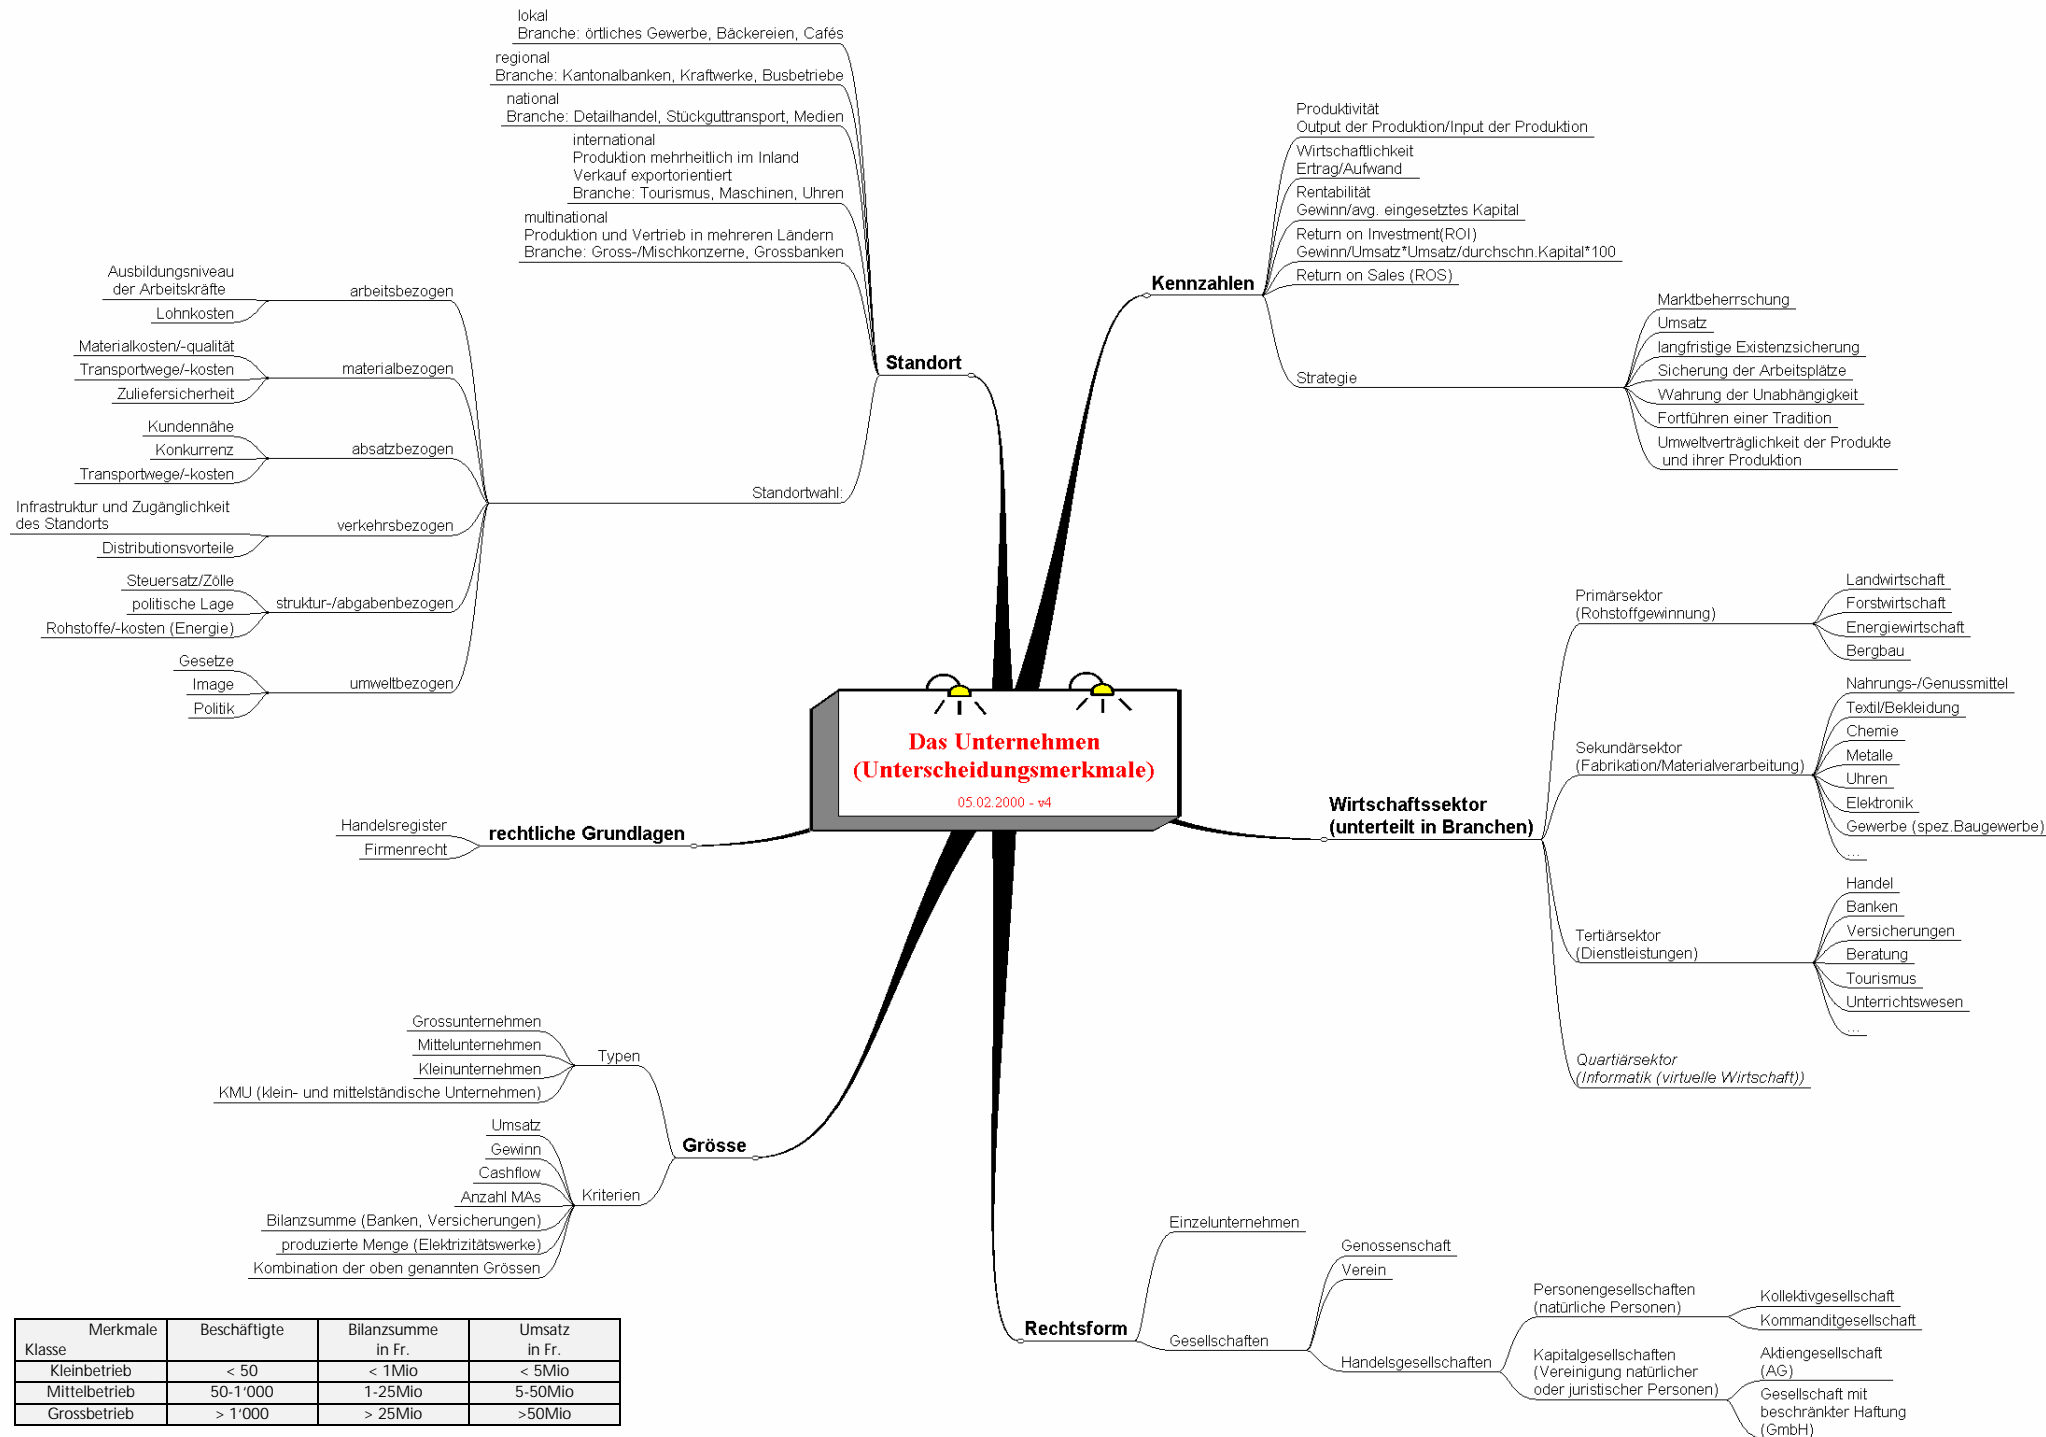 Das Unternehmen
(Unterscheidungsmerkmale)
05.02.2000 - v4
Kennzahlen
Produktivität
Output der Produktion/Input der Produktion
Wirtschaftlichkeit
Ertrag/Aufwand
Rentabilität
Gewinn/avg. eingesetztes Kapital
Return on Investment(ROI)
Gewinn/Umsatz*Umsatz/durchschn.Kapital*100
Return on Sales (ROS)
Strategie
Marktbeherrschung
Umsatz
langfristige Existenzsicherung
Sicherung der Arbeitsplätze
Wahrung der Unabhängigkeit
Fortführen einer Tradition
Umweltverträglichkeit der Produkte
und ihrer Produktion
Wirtschaftssektor
(unterteilt in Branchen)
Primärsektor
(Rohstoffgewinnung)
Landwirtschaft
Forstwirtschaft
Energiewirtschaft
Bergbau
Sekundärsektor
(Fabrikation/Materialverarbeitung)
Nahrungs-/Genussmittel
Textil/Bekleidung
Chemie
Metalle
Uhren
Elektronik
Gewerbe (spez.Baugewerbe)
...
Tertiärsektor
(Dienstleistungen)
Handel
Banken
Versicherungen
Beratung
Tourismus
Unterrichtswesen
...
Quartiärsektor
(Informatik (virtuelle Wirtschaft))
Rechtsform
Einzelunternehmen
Gesellschaften
Genossenschaft
Verein
Handelsgesellschaften
Personengesellschaften
(natürliche Personen)
Kollektivgesellschaft
Kommanditgesellschaft
Kapitalgesellschaften
(Vereinigung natürlicher
oder juristischer Personen)
Aktiengesellschaft
(AG)
Gesellschaft mit
beschränkter Haftung
(GmbH)
Standort
lokal
Branche: örtliches Gewerbe, Bäckereien, Cafés
regional
Branche: Kantonalbanken, Kraftwerke, Busbetriebe
national
Branche: Detailhandel, Stückguttransport, Medien
international
Produktion mehrheitlich im Inland
Verkauf exportorientiert
Branche: Tourismus, Maschinen, Uhren
multinational
Produktion und Vertrieb in mehreren Ländern
Branche: Gross-/Mischkonzerne, Grossbanken
Standortwahl:
arbeitsbezogen
Ausbildungsniveau
der Arbeitskräfte
Lohnkosten
materialbezogen
Materialkosten/-qualität
Transportwege/-kosten
Zuliefersicherheit
absatzbezogen
Kundennähe
Konkurrenz
Transportwege/-kosten
verkehrsbezogen
Infrastruktur und Zugänglichkeit
des Standorts
Distributionsvorteile
struktur-/abgabenbezogen
Steuersatz/Zölle
politische Lage
Rohstoffe/-kosten (Energie)
umweltbezogen
Gesetze
Image
Politik
rechtliche Grundlagen
Handelsregister
Firmenrecht
Grösse
Typen
Grossunternehmen
Mittelunternehmen
Kleinunternehmen
KMU (klein- und mittelständische Unternehmen)
Kriterien
Umsatz
Gewinn
Cashflow
Anzahl MAs
Bilanzsumme (Banken, Versicherungen)
produzierte Menge (Elektrizitätswerke)
Kombination der oben genannten Grössen
Merkmale Beschäftigte Bilanzsumme Umsatz
Klasse in Fr. in Fr.
Kleinbetrieb < 50 < 1Mio < 5Mio
Mittelbetrieb 50-1'000 1-25Mio 5-50Mio
Grossbetrieb > 1'000 > 25Mio >50Mio